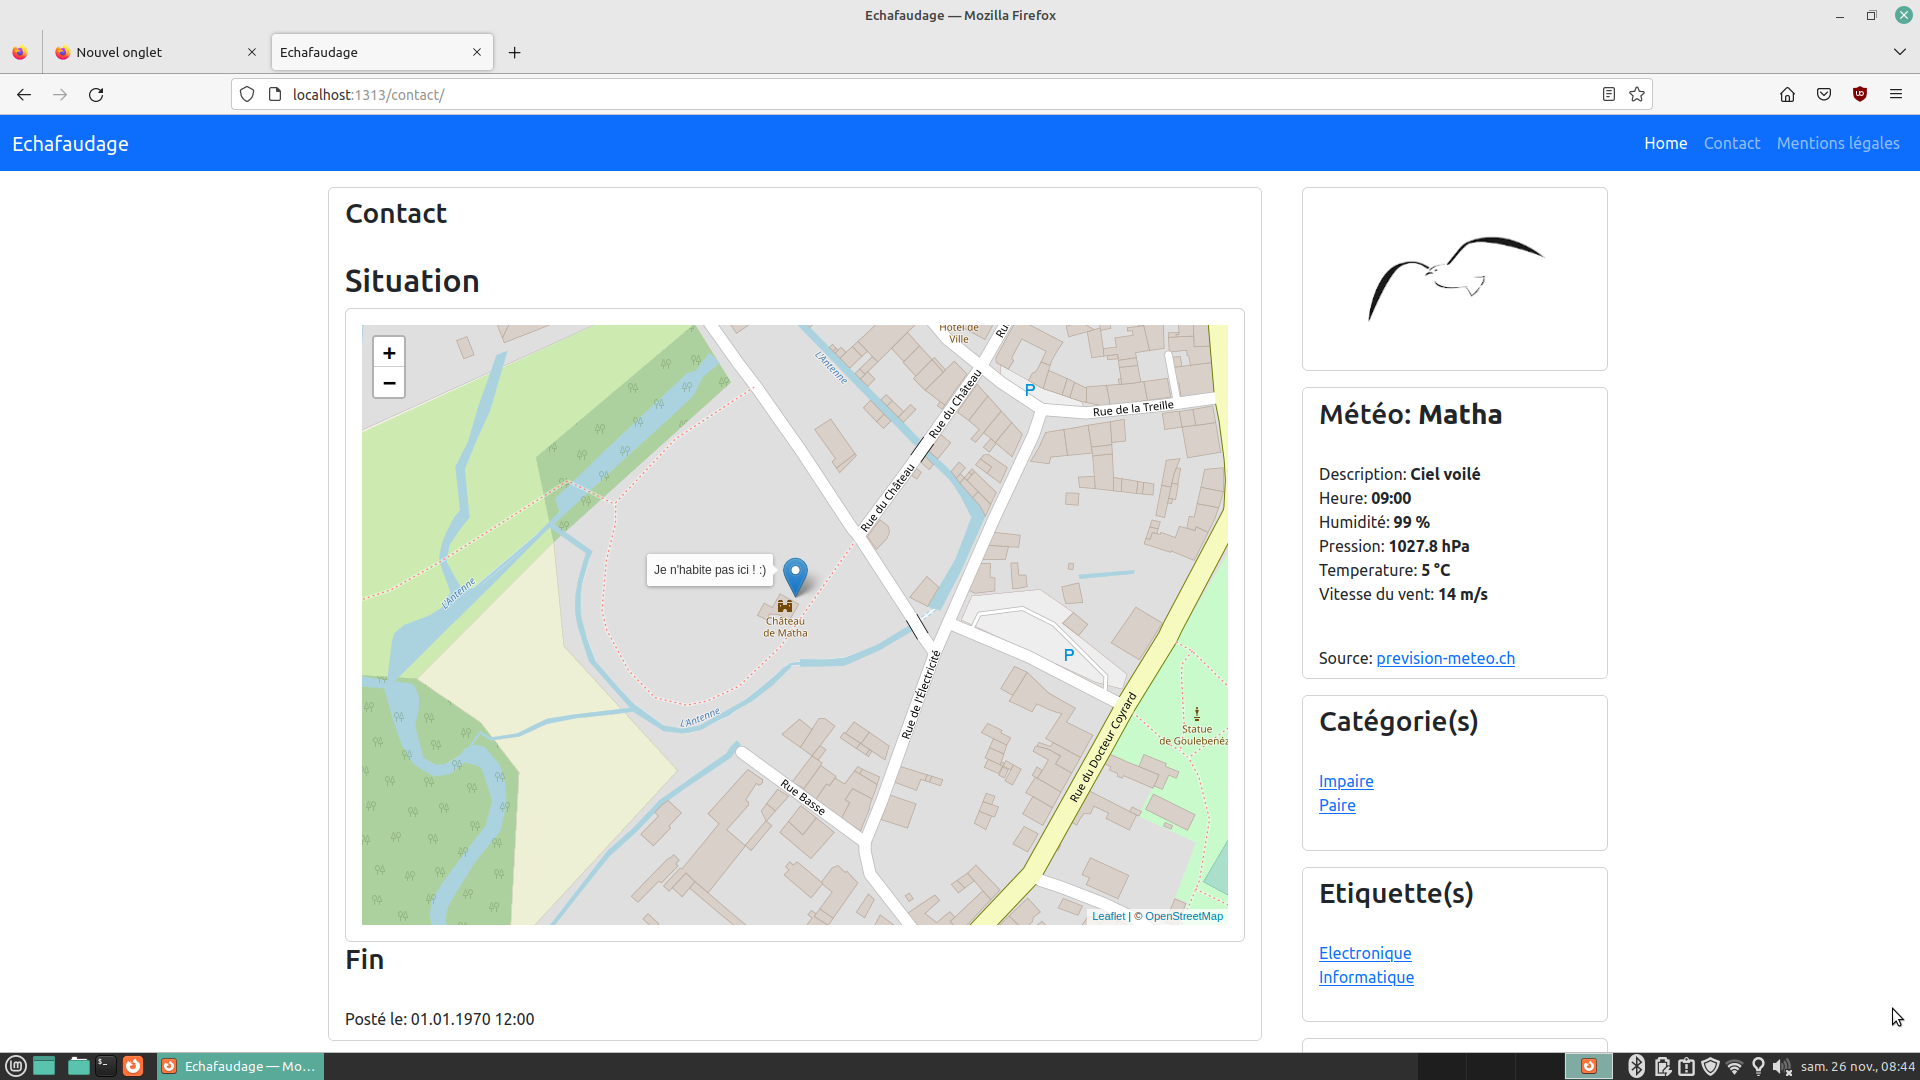 Echafaudage — Mozilla Firefox
Nouvel onglet
Echafaudage
localhost:1313/contact/
Echafaudage
Home
Contact
Mentions légales
Contact
Situation
+
−
Hôtel de
Ville
L'Antenne
Rue du Château
P
Rue de la Treille
Rue du Château
Je n'habite pas ici ! :)
L'Antenne
Château
de Matha
P
Rue de l'Électricité
L'Antenne
Rue du Docteur Coyrard
Statue
de Goulebenéz
Rue Basse
Leaflet | © OpenStreetMap
Fin
Posté le: 01.01.1970 12:00
Météo: Matha
Description: Ciel voilé
Heure: 09:00
Humidité: 99 %
Pression: 1027.8 hPa
Temperature: 5 °C
Vitesse du vent: 14 m/s
Source: prevision-meteo.ch
Catégorie(s)
Impaire
Paire
Etiquette(s)
Electronique
Informatique
Echafaudage — Mo...
sam. 26 nov., 08:44